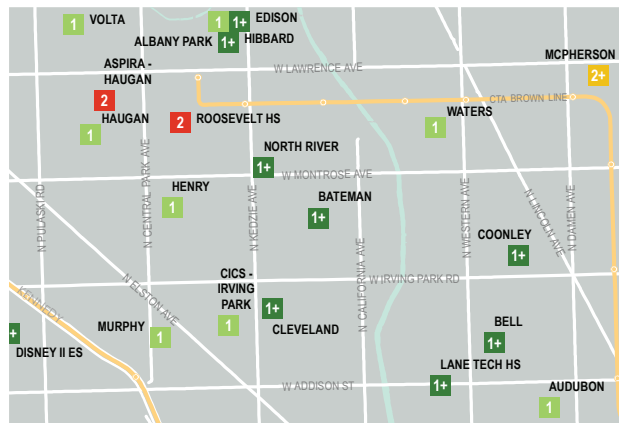 1 VOLTA
1 1+ EDISON
ALBANY PARK 1+ HIBBARD
ASPIRA -
HAUGAN
W LAWRENCE AVE
MCPHERSON
2+
2
CTA BROWN LINE
HAUGAN
2 ROOSEVELT HS
WATERS
1
1
NORTH RIVER
1+
W MONTROSE AVE
HENRY
1
BATEMAN
1+
N PULASKI RD
N CENTRAL PARK AVE
N KEDZIE AVE
N CALIFORNIA AVE
N WESTERN AVE
N LINCOLN AVE
N DAMEN AVE
COONLEY
1+
CICS -
IRVING
PARK
W IRVING PARK RD
N ELSTON AVE
KENNEDY
1+
CLEVELAND
1
MURPHY
1
+
DISNEY II ES
BELL
1+
LANE TECH HS
1+
W ADDISON ST
AUDUBON
1